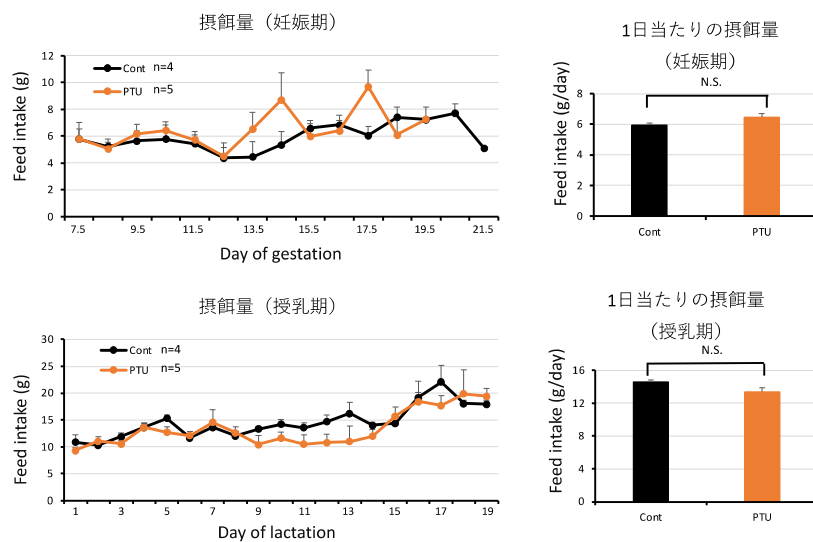 摂餌量（妊娠期）
Feed intake (g)
12
10
8
6
4
2
0
Cont n=4
PTU n=5
7.5 9.5 11.5 13.5 15.5 17.5 19.5 21.5
Day of gestation
1日当たりの摂餌量
（妊娠期）
N.S.
Feed intake (g/day)
8
6
4
2
0
Cont PTU
摂餌量（授乳期）
Feed intake (g)
30
25
20
15
10
5
0
Cont n=4
PTU n=5
1 3 5 7 9 11 13 15 17 19
Day of lactation
1日当たりの摂餌量
（授乳期）
N.S.
Feed intake (g/day)
16
12
8
4
0
Cont PTU